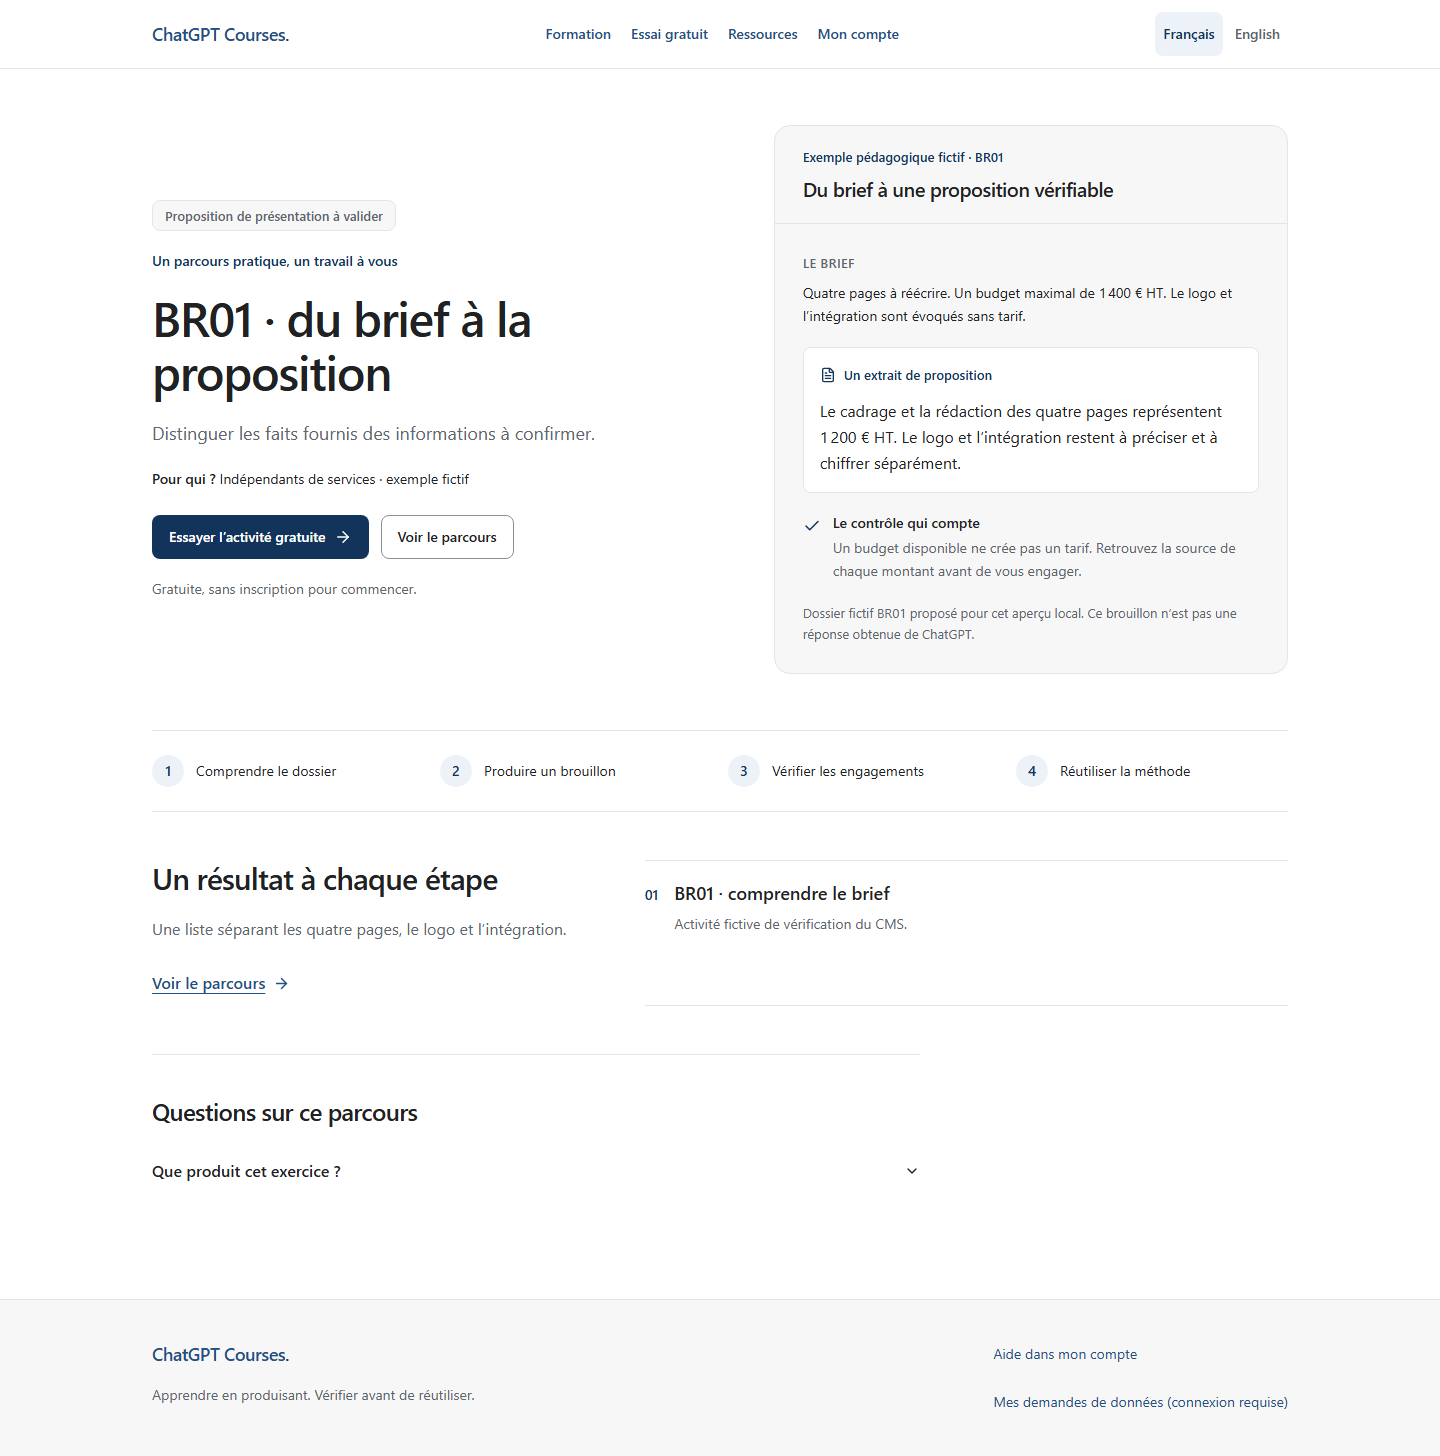 ChatGPT Courses.
Formation
Essai gratuit
Ressources
Mon compte
Français
English
Proposition de présentation à valider
Un parcours pratique, un travail à vous
BR01 · du brief à la
proposition
Distinguer les faits fournis des informations à confirmer.
Pour qui ? Indépendants de services · exemple fictif
Essayer l’activité gratuite
Voir le parcours
Gratuite, sans inscription pour commencer.
Exemple pédagogique fictif · BR01
Du brief à une proposition vérifiable
LE BRIEF
Quatre pages à réécrire. Un budget maximal de 1 400 € HT. Le logo et
l’intégration sont évoqués sans tarif.
Un extrait de proposition
Le cadrage et la rédaction des quatre pages représentent
1 200 € HT. Le logo et l’intégration restent à préciser et à
chiffrer séparément.
Le contrôle qui compte
Un budget disponible ne crée pas un tarif. Retrouvez la source de
chaque montant avant de vous engager.
Dossier fictif BR01 proposé pour cet aperçu local. Ce brouillon n’est pas une
réponse obtenue de ChatGPT.
1 Comprendre le dossier
2 Produire un brouillon
3 Vérifier les engagements
4 Réutiliser la méthode
Un résultat à chaque étape
Une liste séparant les quatre pages, le logo et l’intégration.
Voir le parcours
01 BR01 · comprendre le brief
Activité fictive de vérification du CMS.
Questions sur ce parcours
Que produit cet exercice ?
ChatGPT Courses.
Apprendre en produisant. Vérifier avant de réutiliser.
Aide dans mon compte
Mes demandes de données (connexion requise)